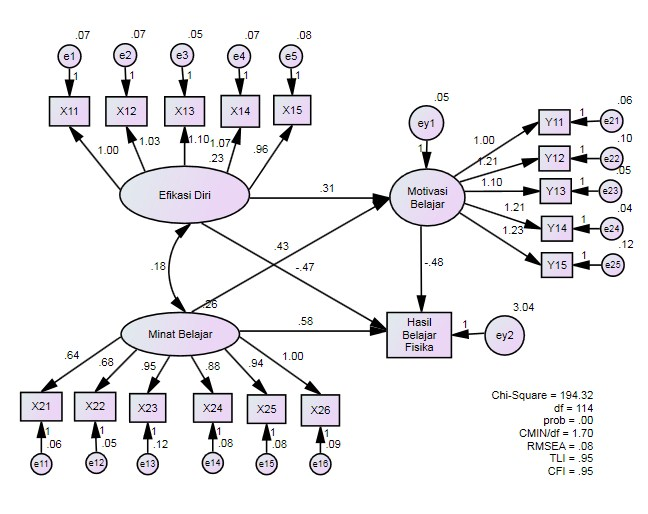 .07 .07 .05 .07 .08
e1 e2 e3 e4 e5
1 1 1 1 1
X11 X12 X13 X14 X15
1.00 1.03 1.10 1.07 .96
.23
Efikasi Diri
.05
ey1
1
Motivasi
Belajar
.31
1.00
1.21
1.10
1.21
1.23
Y11 1 e21 .06
Y12 1 e22 .10
Y13 1 e23 .05
Y14 1 e24 .04
Y15 1 e25 .12
.18
.43
-.47
-.48
.26
Minat Belajar
.58
Hasil
Belajar
Fisika
1
3.04
ey2
.64 .68 .95 .88 .94 1.00
X21 X22 X23 X24 X25 X26
1 1 1 1 1 1
.06 .05 .12 .08 .08 .09
e11 e12 e13 e14 e15 e16
Chi-Square = 194.32
df = 114
prob = .00
CMIN/df = 1.70
RMSEA = .08
TLI = .95
CFI = .95